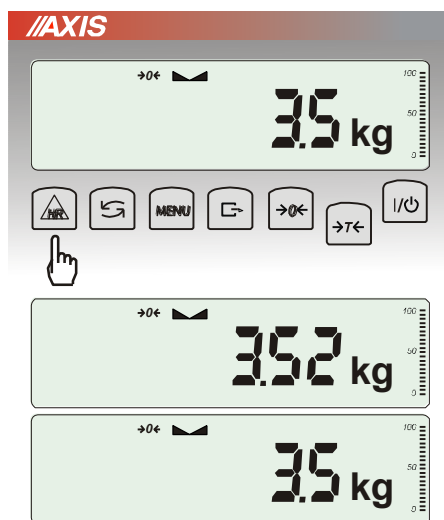 //AXIS
→0← 100
50
3.5 kg
0
HR MENU →0← →T← I/⏻
→0← 100
50
3.52 kg
0
→0← 100
50
3.5 kg
0